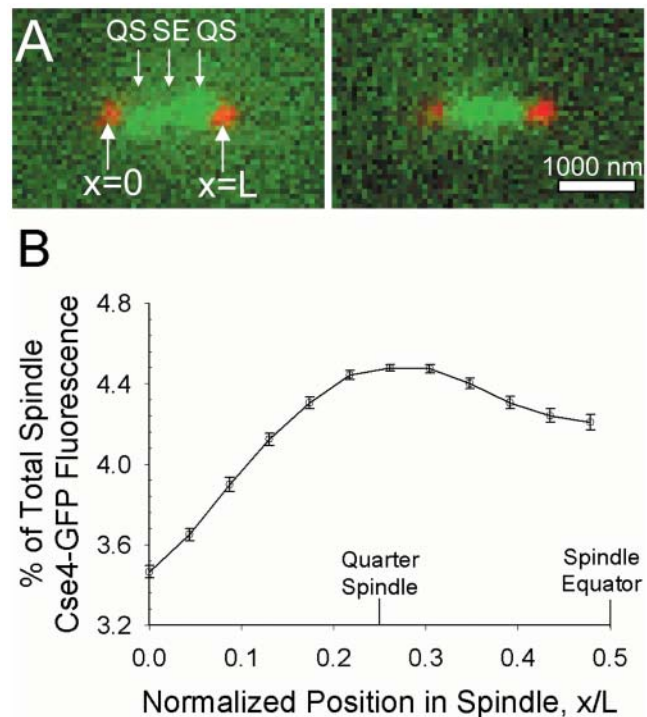 A
QS SE QS
x=0
x=L
1000 nm
B
% of Total Spindle
Cse4-GFP Fluorescence
4.8
4.4
4.0
3.6
3.2
Quarter
Spindle
Spindle
Equator
0.0 0.1 0.2 0.3 0.4 0.5
Normalized Position in Spindle, x/L